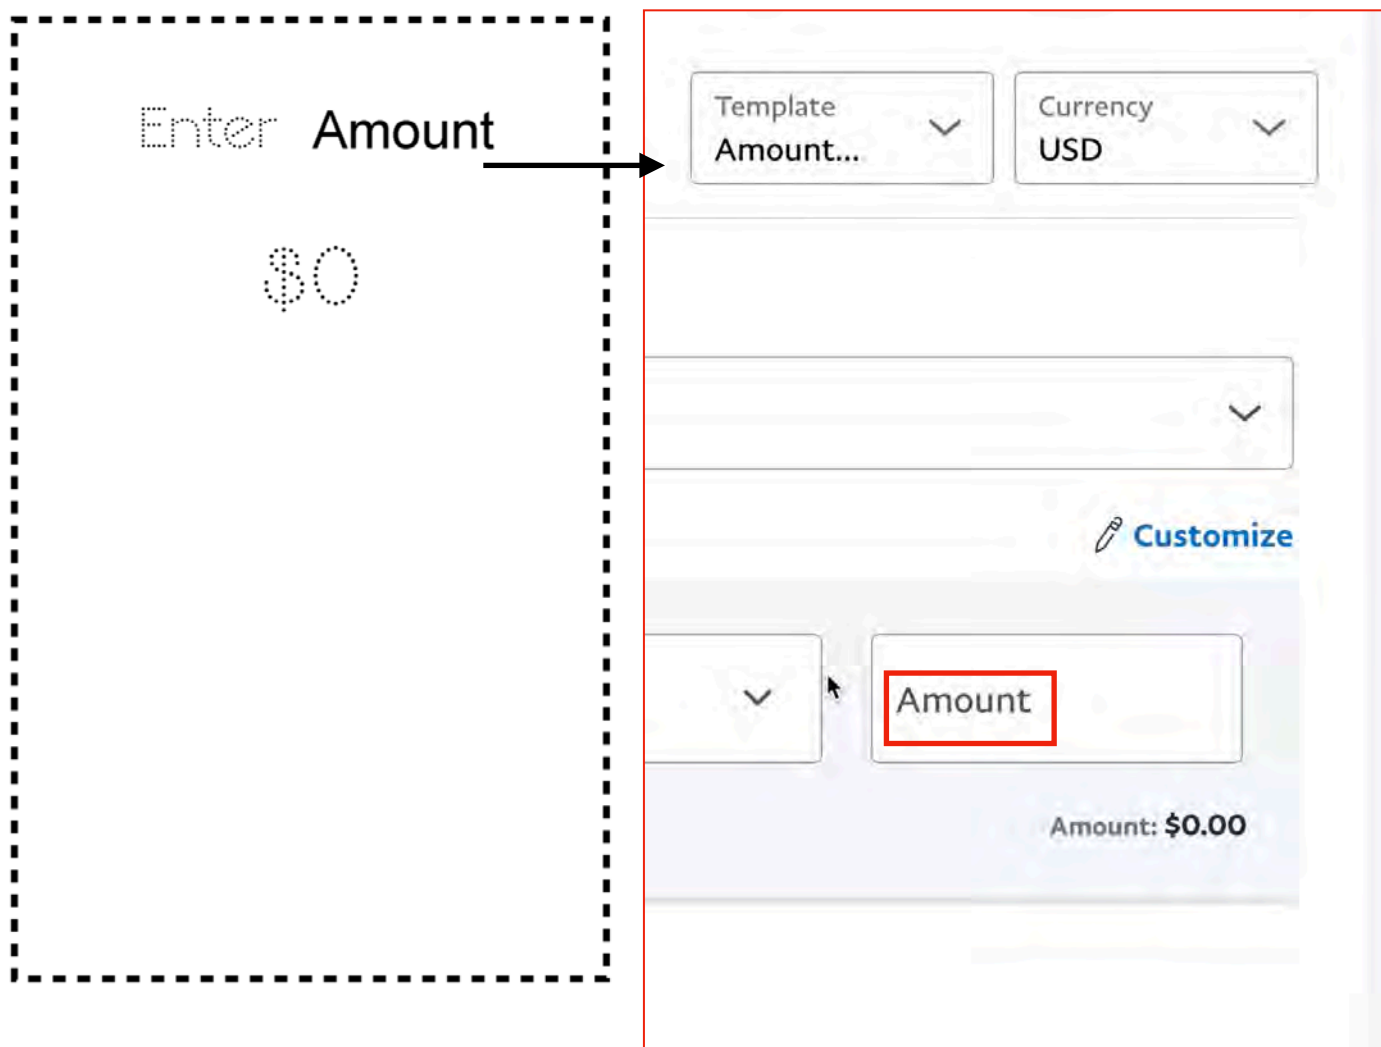 Enter Amount
$0
Template
Amount...
Currency
USD
Customize
Amount
Amount: $0.00